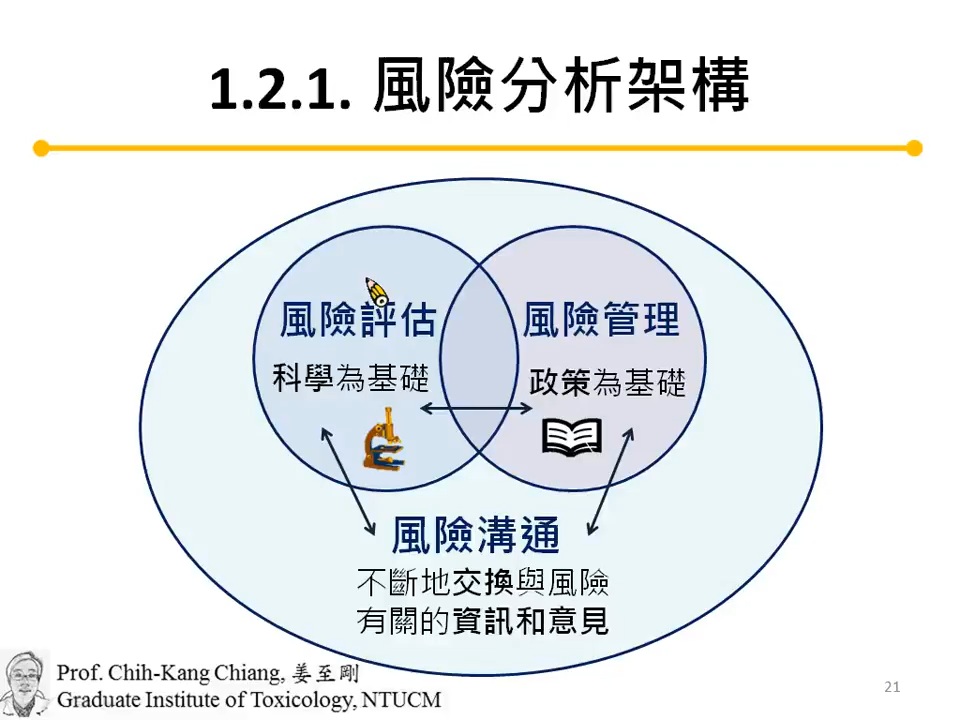 1.2.1. 風險分析架構
風險評估
科學為基礎
風險管理
政策為基礎
風險溝通
不斷地交換與風險
有關的資訊和意見
Prof. Chih-Kang Chiang, 姜至剛
Graduate Institute of Toxicology, NTUCM
21